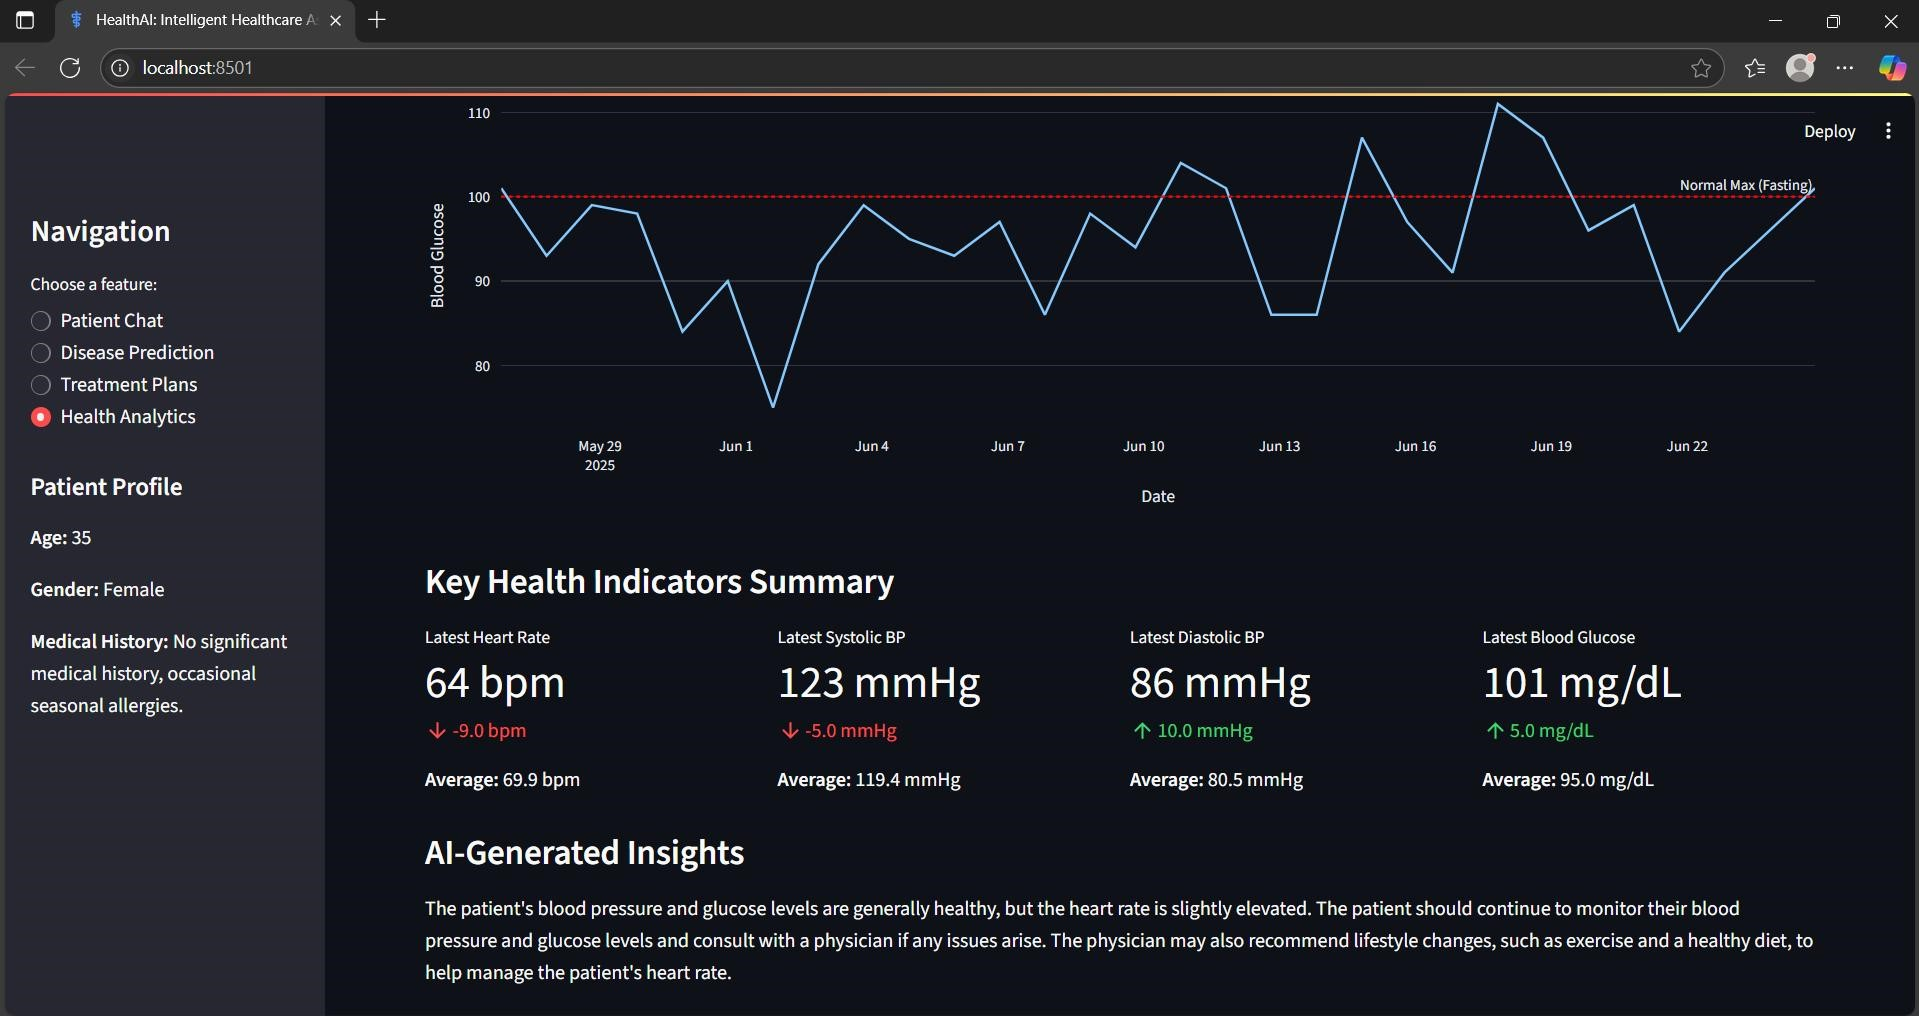 HealthAI: Intelligent Healthcare A
localhost:8501
Deploy
Navigation
Choose a feature:
Patient Chat
Disease Prediction
Treatment Plans
Health Analytics
Patient Profile
Age: 35
Gender: Female
Medical History: No significant
medical history, occasional
seasonal allergies.
110
100
90
80
Blood Glucose
Normal Max (Fasting)
May 29
2025
Jun 1
Jun 4
Jun 7
Jun 10
Jun 13
Jun 16
Jun 19
Jun 22
Date
Key Health Indicators Summary
Latest Heart Rate
64 bpm
-9.0 bpm
Average: 69.9 bpm
Latest Systolic BP
123 mmHg
-5.0 mmHg
Average: 119.4 mmHg
Latest Diastolic BP
86 mmHg
10.0 mmHg
Average: 80.5 mmHg
Latest Blood Glucose
101 mg/dL
5.0 mg/dL
Average: 95.0 mg/dL
AI-Generated Insights
The patient's blood pressure and glucose levels are generally healthy, but the heart rate is slightly elevated. The patient should continue to monitor their blood
pressure and glucose levels and consult with a physician if any issues arise. The physician may also recommend lifestyle changes, such as exercise and a healthy diet, to
help manage the patient's heart rate.